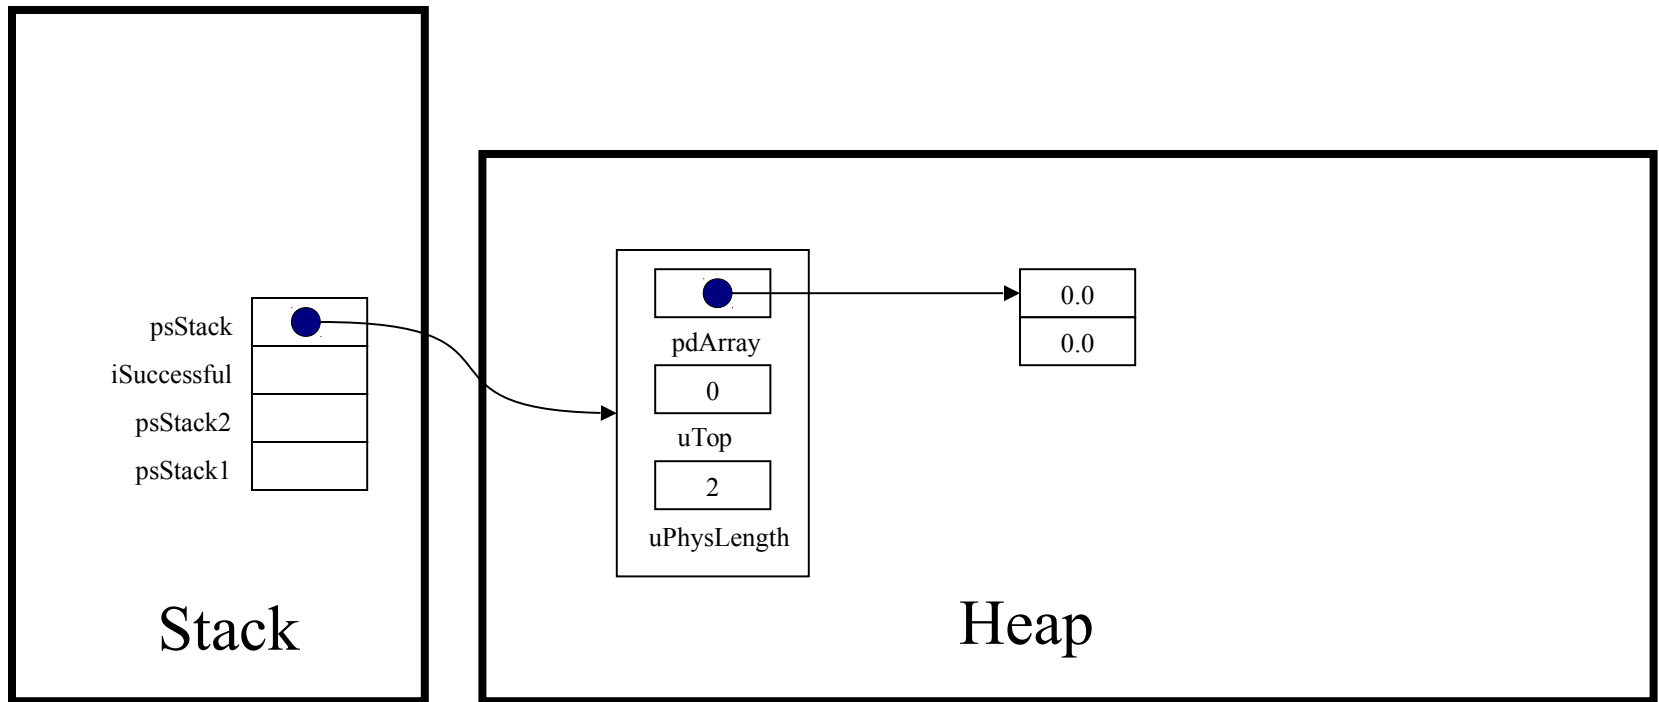 psStack
iSuccessful
psStack2
psStack1
Stack
pdArray
0
uTop
2
uPhysLength
0.0
0.0
Heap